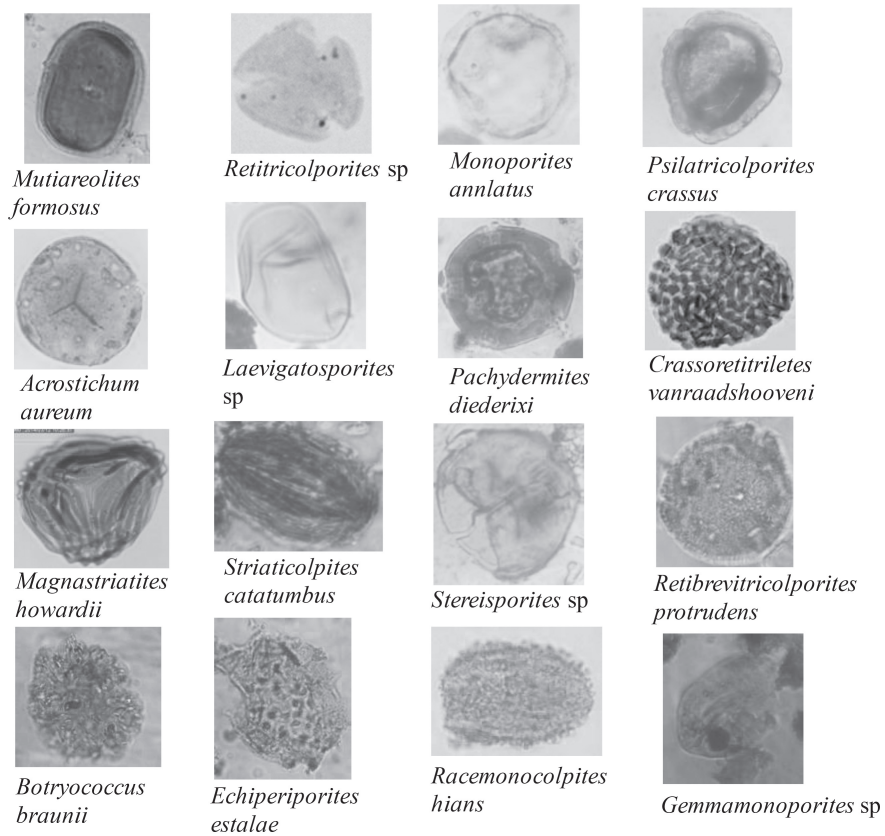 Mutiareolites
formosus
Retitricolporites sp
Monoporites
annlatus
Psilatricolporites
crassus
Acrostichum
aureum
Laevigatosporites
sp
Pachydermites
diederixi
Crassoretitriletes
vanraadshooveni
Magnastriatites
howardii
Striaticolpites
catatumbus
Stereisporites sp
Retibrevitricolporites
protrudens
Botryococcus
braunii
Echiperiporites
estalae
Racemonocolpites
hians
Gemmamonoporites sp